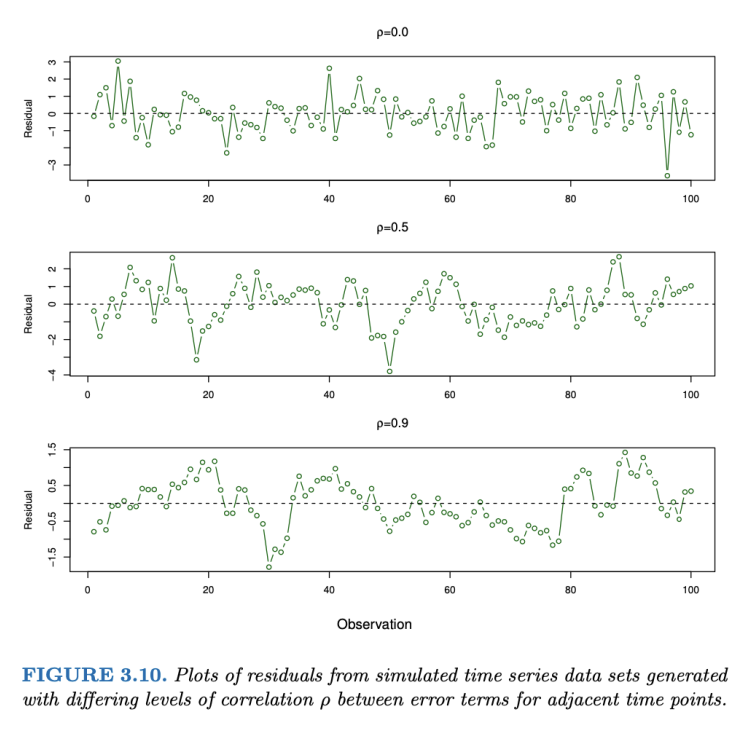 ρ=0.0
3
2
1
0
−1
−3
Residual
0 20 40 60 80 100
ρ=0.5
2
1
0
−2
−4
Residual
0 20 40 60 80 100
ρ=0.9
1.5
0.5
−0.5
−1.5
Residual
0 20 40 60 80 100
Observation
FIGURE 3.10. Plots of residuals from simulated time series data sets generated
with differing levels of correlation ρ between error terms for adjacent time points.